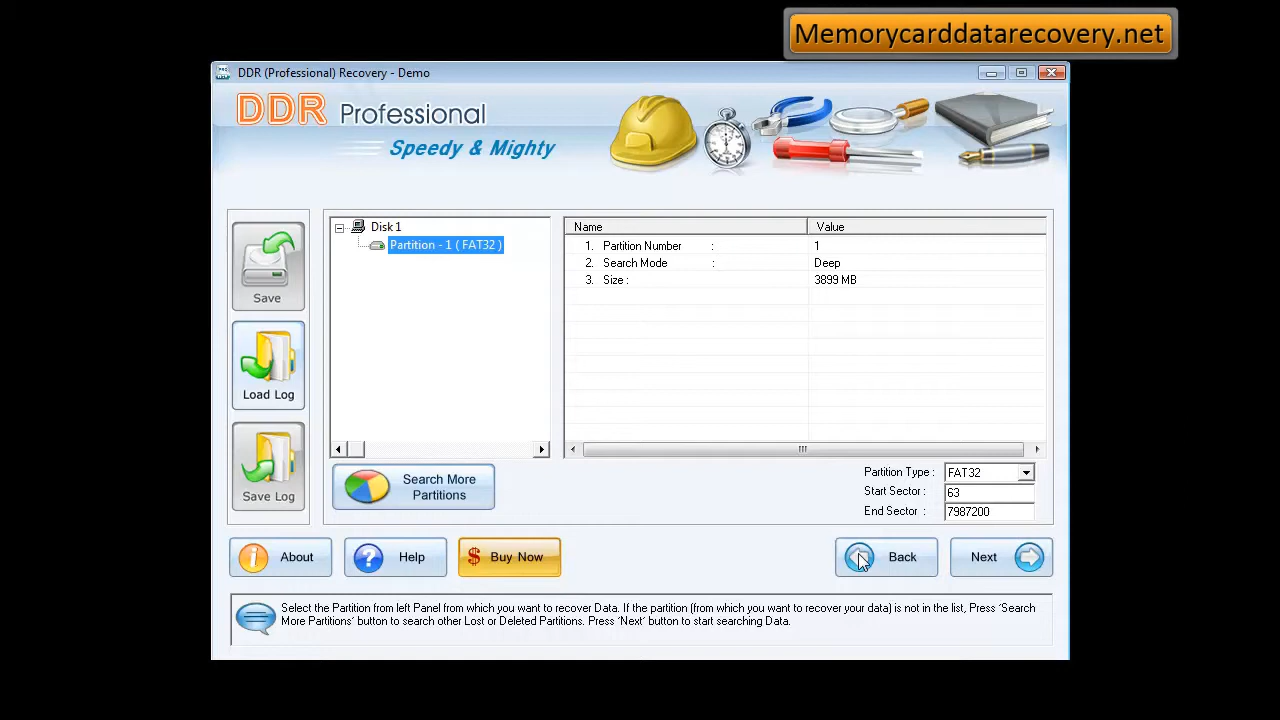 Memorycarddatarecovery.net
DDR (Professional) Recovery - Demo
DDR Professional
Speedy & Mighty
Save
Load Log
Save Log
Disk 1
Partition - 1 ( FAT32 )
Name Value
1. Partition Number : 1
2. Search Mode : Deep
3. Size : 3899 MB
Search More
Partitions
Partition Type : FAT32
Start Sector : 63
End Sector : 7987200
About
Help
Buy Now
Back
Next
Select the Partition from left Panel from which you want to recover Data. If the partition (from which you want to recover your data) is not in the list, Press 'Search
More Partitions' button to search other Lost or Deleted Partitions. Press 'Next' button to start searching Data.